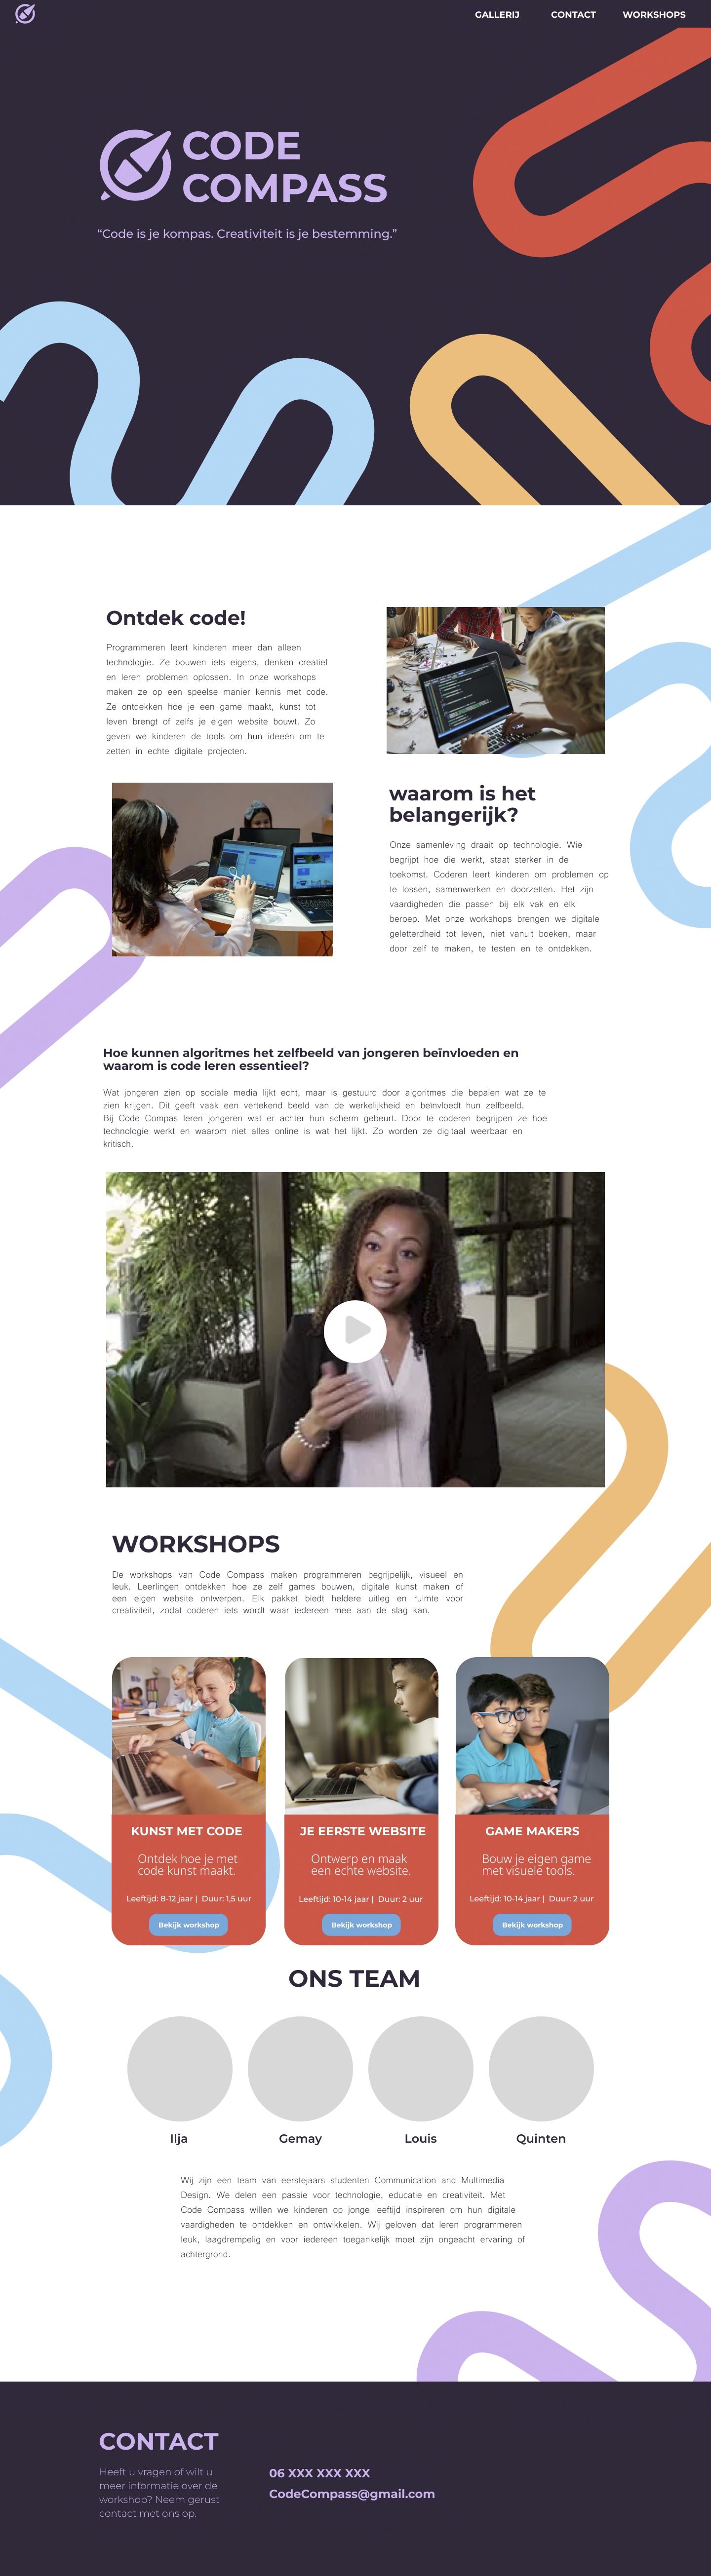 GALLERIJ CONTACT WORKSHOPS
CODE
COMPASS
“Code is je kompas. Creativiteit is je bestemming.”
Ontdek code!
Programmeren leert kinderen meer dan alleen
technologie. Ze bouwen iets eigens, denken creatief
en leren problemen oplossen. In onze workshops
maken ze op een speelse manier kennis met code.
Ze ontdekken hoe je een game maakt, kunst tot
leven brengt of zelfs je eigen website bouwt. Zo
geven we kinderen de tools om hun ideeën om te
zetten in echte digitale projecten.
waarom is het
belangerijk?
Onze samenleving draait op technologie. Wie
begrijpt hoe die werkt, staat sterker in de
toekomst. Coderen leert kinderen om problemen op
te lossen, samenwerken en doorzetten. Het zijn
vaardigheden die passen bij elk vak en elk
beroep. Met onze workshops brengen we digitale
geletterdheid tot leven, niet vanuit boeken, maar
door zelf te maken, te testen en te ontdekken.
Hoe kunnen algoritmes het zelfbeeld van jongeren beïnvloeden en
waarom is code leren essentieel?
Wat jongeren zien op sociale media lijkt echt, maar is gestuurd door algoritmes die bepalen wat ze te
zien krijgen. Dit geeft vaak een vertekend beeld van de werkelijkheid en beïnvloedt hun zelfbeeld.
Bij Code Compas leren jongeren wat er achter hun scherm gebeurt. Door te coderen begrijpen ze hoe
technologie werkt en waarom niet alles online is wat het lijkt. Zo worden ze digitaal weerbaar en
kritisch.
WORKSHOPS
De workshops van Code Compass maken programmeren begrijpelijk, visueel en
leuk. Leerlingen ontdekken hoe ze zelf games bouwen, digitale kunst maken of
een eigen website ontwerpen. Elk pakket biedt heldere uitleg en ruimte voor
creativiteit, zodat coderen iets wordt waar iedereen mee aan de slag kan.
KUNST MET CODE
Ontdek hoe je met
code kunst maakt.
Leeftijd: 8-12 jaar | Duur: 1,5 uur
Bekijk workshop
JE EERSTE WEBSITE
Ontwerp en maak
een echte website.
Leeftijd: 10-14 jaar | Duur: 2 uur
Bekijk workshop
GAME MAKERS
Bouw je eigen game
met visuele tools.
Leeftijd: 10-14 jaar | Duur: 2 uur
Bekijk workshop
ONS TEAM
Ilja Gemay Louis Quinten
Wij zijn een team van eerstejaars studenten Communication and Multimedia
Design. We delen een passie voor technologie, educatie en creativiteit. Met
Code Compass willen we kinderen op jonge leeftijd inspireren om hun digitale
vaardigheden te ontdekken en ontwikkelen. Wij geloven dat leren programmeren
leuk, laagdrempelig en voor iedereen toegankelijk moet zijn ongeacht ervaring of
achtergrond.
CONTACT
Heeft u vragen of wilt u
meer informatie over de
workshop? Neem gerust
contact met ons op.
06 XXX XXX XXX
CodeCompass@gmail.com